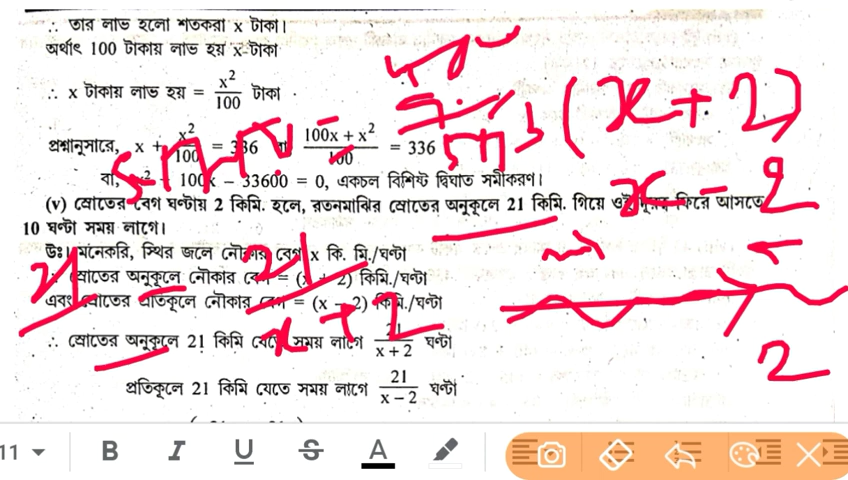 ∴ তার লাভ হলো শতকরা x টাকা।
অর্থাৎ 100 টাকায় লাভ হয় x টাকা
∴ x টাকায় লাভ হয় = x²/100 টাকা
প্রশ্নানুসারে, x + x²/100 = 336 বা 100x + x²/100 = 336
বা, x² + 100x − 33600 = 0, একচল বিশিষ্ট দ্বিঘাত সমীকরণ।
(v) স্রোতের বেগ ঘণ্টায় 2 কিমি. হলে, রতনমাঝির স্রোতের অনুকূলে 21 কিমি. গিয়ে ফিরে আসতে
10 ঘণ্টা সময় লাগে।
উঃ। মনেকরি, স্থির জলে নৌকার বেগ x কি. মি./ঘণ্টা
∴ স্রোতের অনুকূলে নৌকার বেগ = (x + 2) কিমি./ঘণ্টা
এবং স্রোতের প্রতিকূলে নৌকার বেগ = (x − 2) কিমি./ঘণ্টা
∴ স্রোতের অনুকূলে 21 কিমি যেতে সময় লাগে 21/x + 2 ঘণ্টা
প্রতিকূলে 21 কিমি যেতে সময় লাগে 21/x − 2 ঘণ্টা
(x + 2)
x − 2
21 = 21/x + 2
2
11 B I U S A